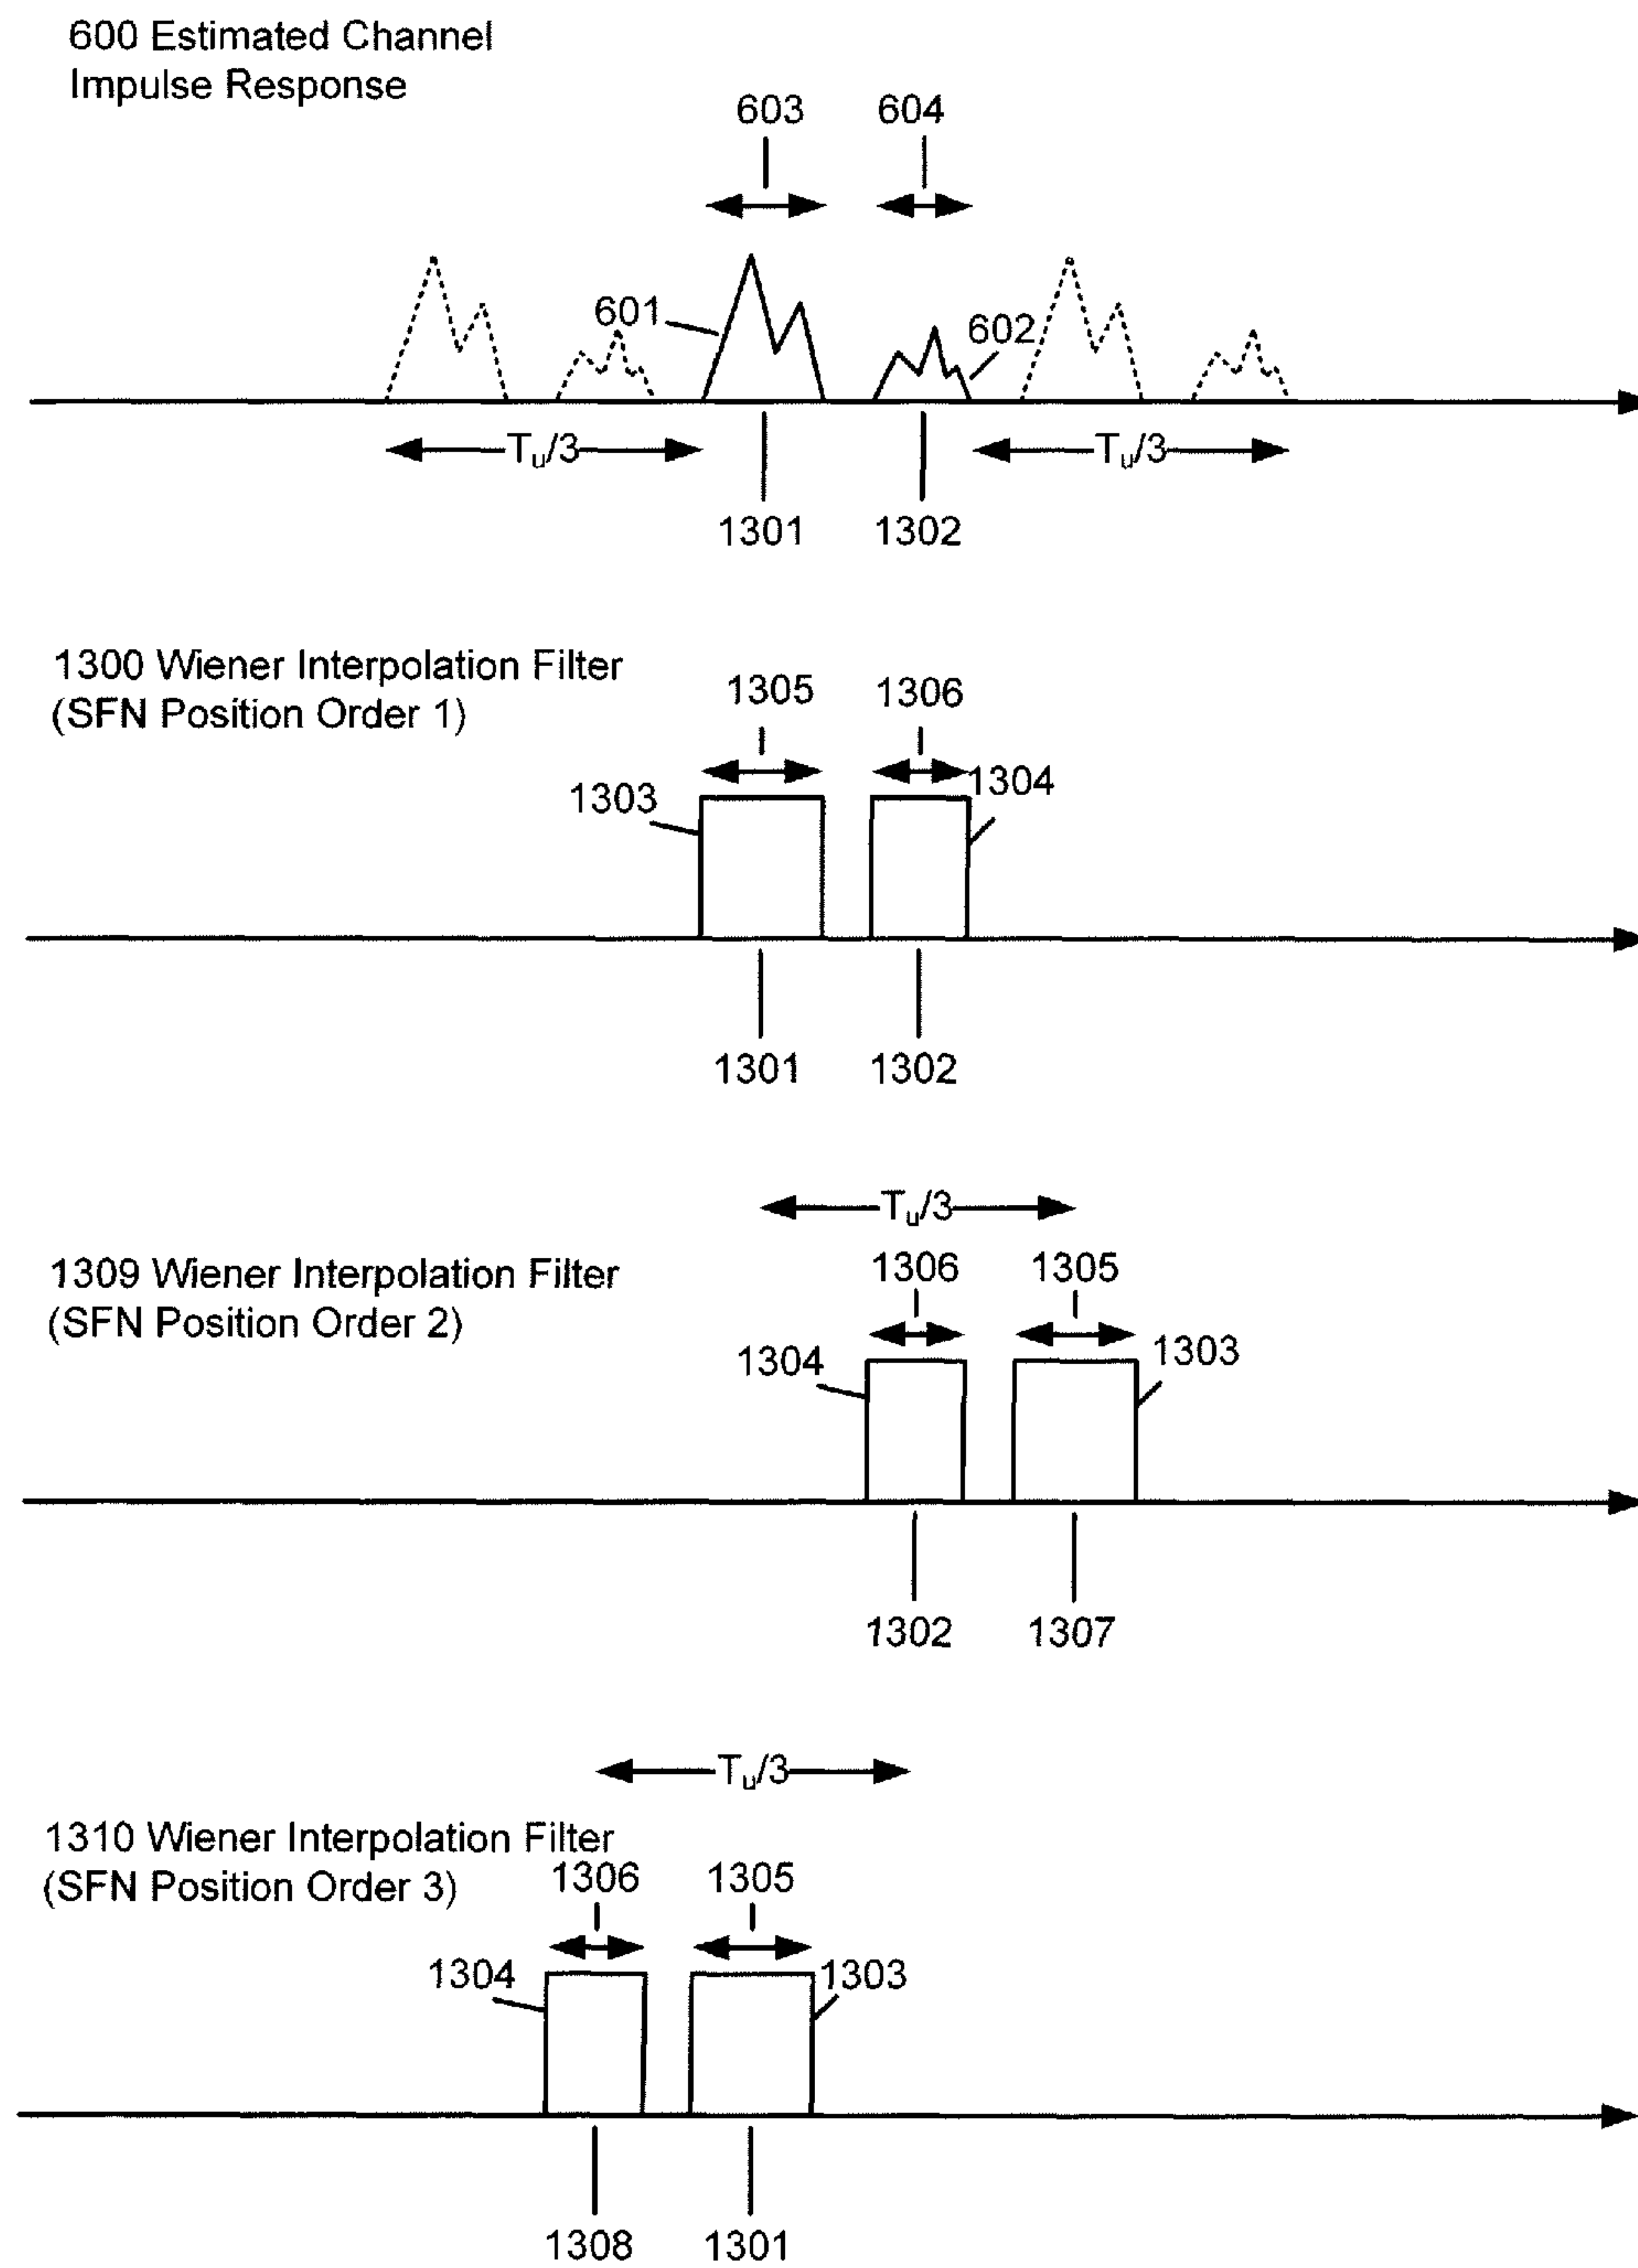 600 Estimated Channel
Impulse Response
603 604
601
602
Tu/3 Tu/3
1301 1302
1300 Wiener Interpolation Filter
(SFN Position Order 1)
1305 1306
1303
1304
1301 1302
Tu/3
1309 Wiener Interpolation Filter
(SFN Position Order 2)
1306 1305
1304
1303
1302 1307
Tu/3
1310 Wiener Interpolation Filter
(SFN Position Order 3)
1306 1305
1304
1303
1308 1301